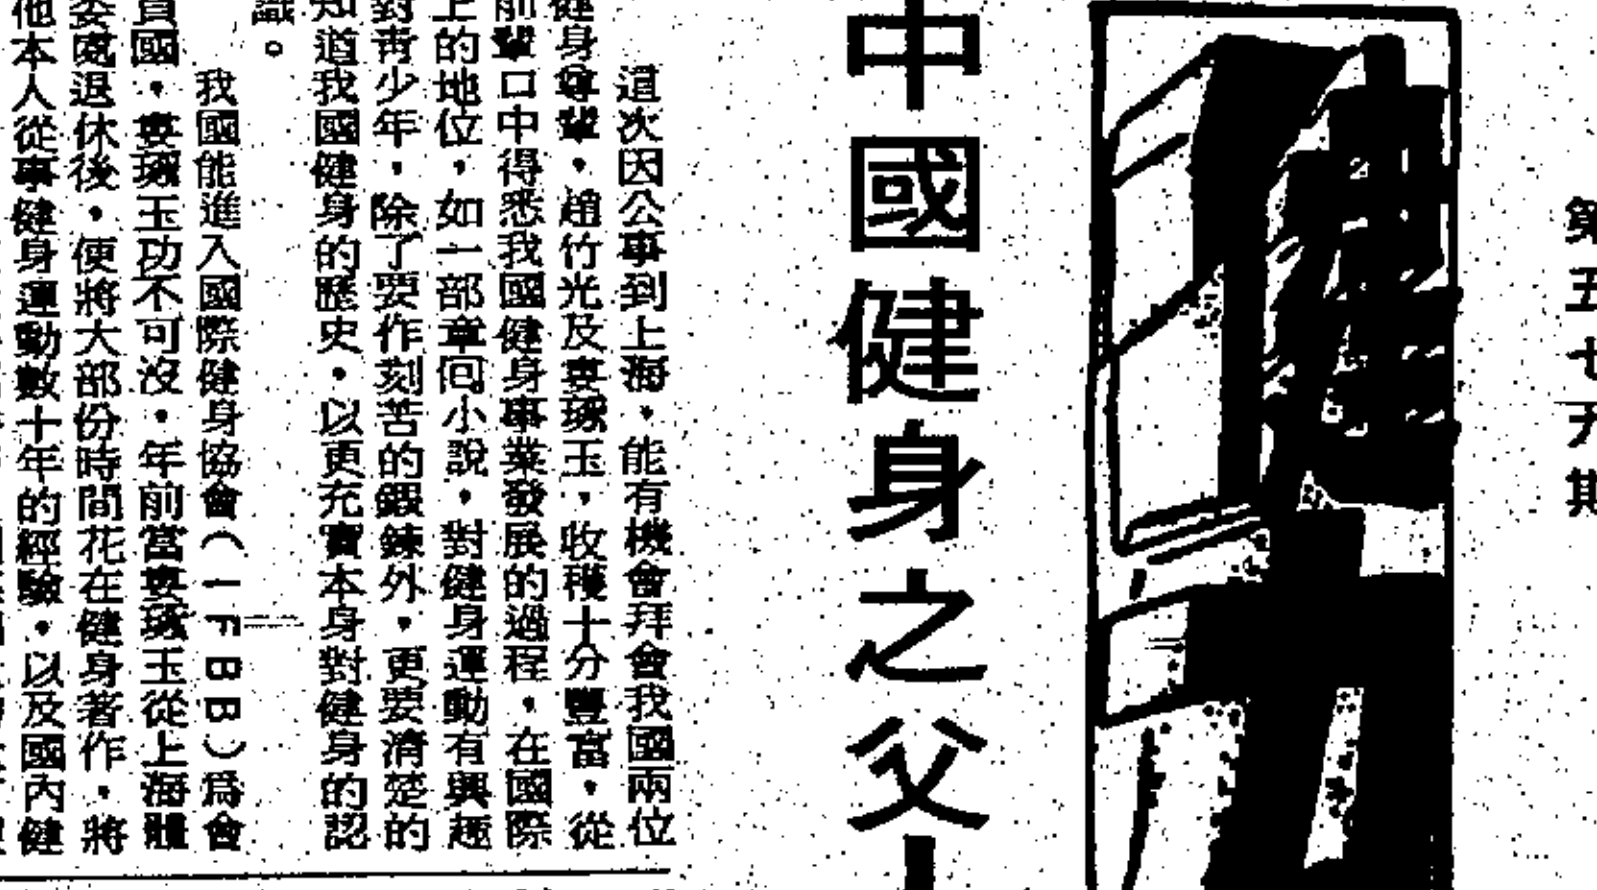 第五七九期
中國健身之父
這次因公事到上海，能有機會拜會我國兩位
健身尊輩，趙竹光及婁琢玉，收穫十分豐富，從
前輩口中得悉我國健身事業發展的過程，在國際
上的地位，如一部章回小說，對健身運動有興趣
對靑少年，除了要作刻苦的鍛鍊外，更要淸楚的
知道我國健身的歷史，以更充實本身對健身的認
識。
我國能進入國際健身協會（IFBB）爲會
員國，婁琢玉功不可沒，年前當婁琢玉從上海體
委處退休後，便將大部份時間花在健身著作，將
他本人從事健身運動數十年的經驗，以及國內健